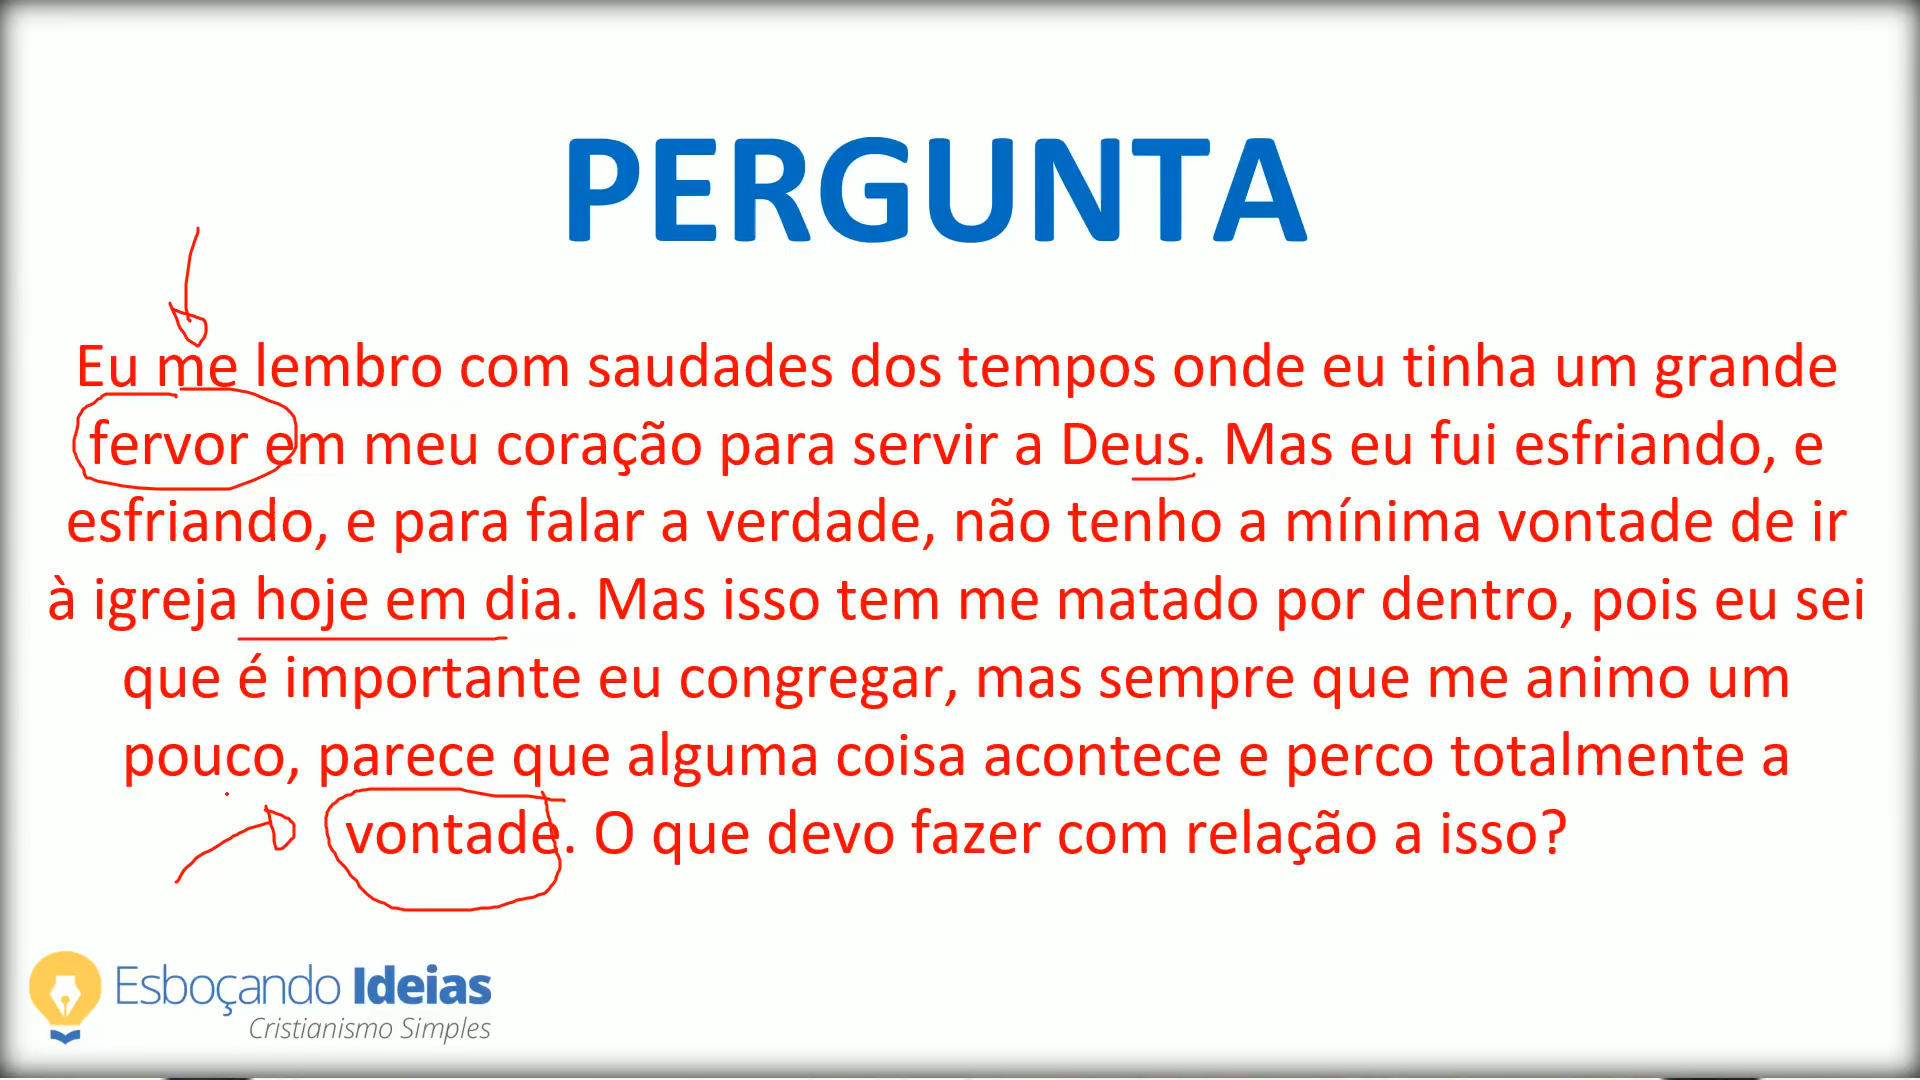 PERGUNTA
Eu me lembro com saudades dos tempos onde eu tinha um grande
fervor em meu coração para servir a Deus. Mas eu fui esfriando, e
esfriando, e para falar a verdade, não tenho a mínima vontade de ir
à igreja hoje em dia. Mas isso tem me matado por dentro, pois eu sei
que é importante eu congregar, mas sempre que me animo um
pouco, parece que alguma coisa acontece e perco totalmente a
vontade. O que devo fazer com relação a isso?
Esboçando Ideias
Cristianismo Simples